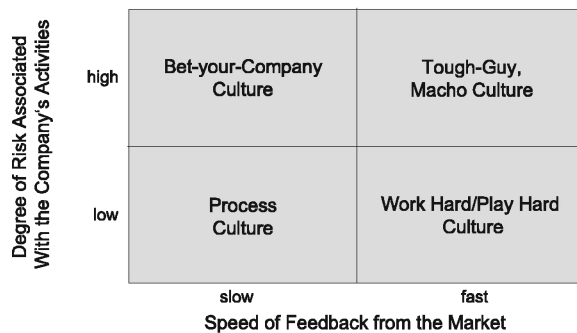 Degree of Risk Associated
With the Company's Activities
high
Bet-your-Company
Culture
Tough-Guy,
Macho Culture
low
Process
Culture
Work Hard/Play Hard
Culture
slow
fast
Speed of Feedback from the Market